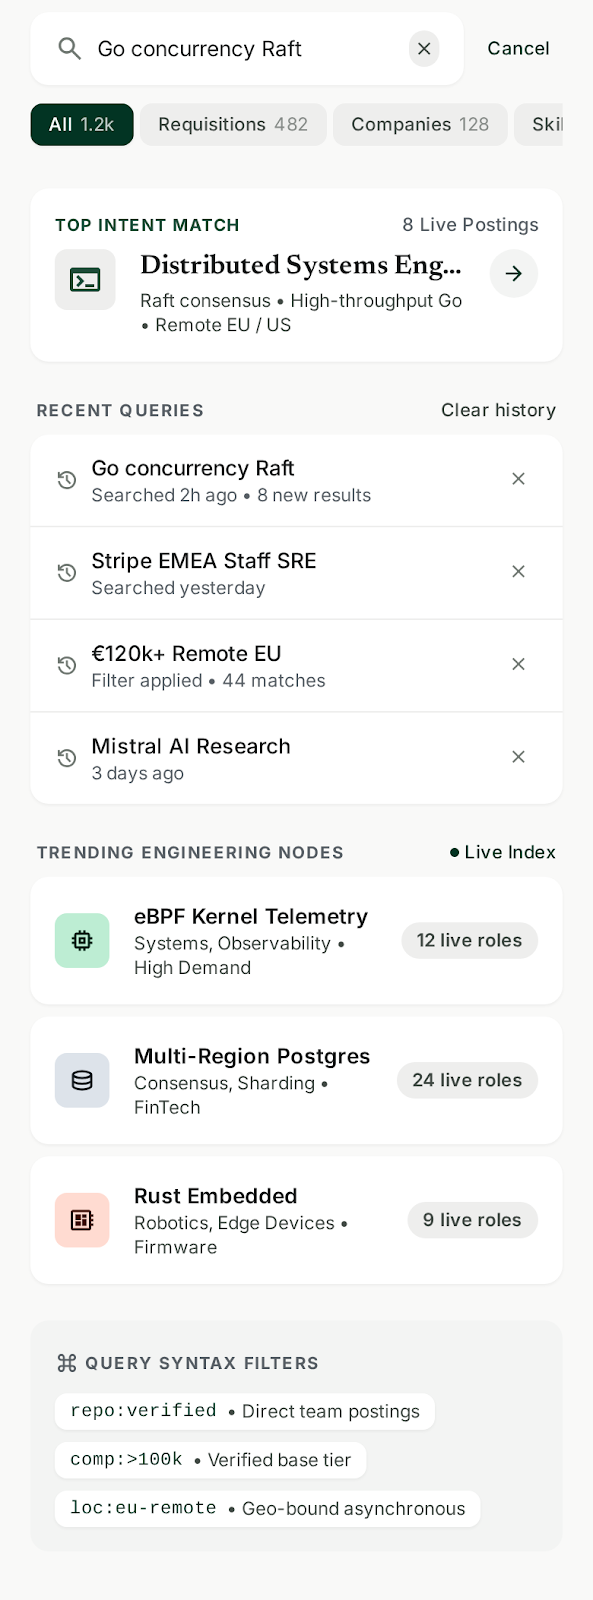 Go concurrency Raft
Cancel
All 1.2k
Requisitions 482
Companies 128
Skil
TOP INTENT MATCH
8 Live Postings
Distributed Systems Eng...
Raft consensus • High-throughput Go
• Remote EU / US
RECENT QUERIES
Clear history
Go concurrency Raft
Searched 2h ago • 8 new results
Stripe EMEA Staff SRE
Searched yesterday
€120k+ Remote EU
Filter applied • 44 matches
Mistral AI Research
3 days ago
TRENDING ENGINEERING NODES
• Live Index
eBPF Kernel Telemetry
Systems, Observability •
High Demand
12 live roles
Multi-Region Postgres
Consensus, Sharding •
FinTech
24 live roles
Rust Embedded
Robotics, Edge Devices •
Firmware
9 live roles
⌘ QUERY SYNTAX FILTERS
repo:verified • Direct team postings
comp:>100k • Verified base tier
loc:eu-remote • Geo-bound asynchronous